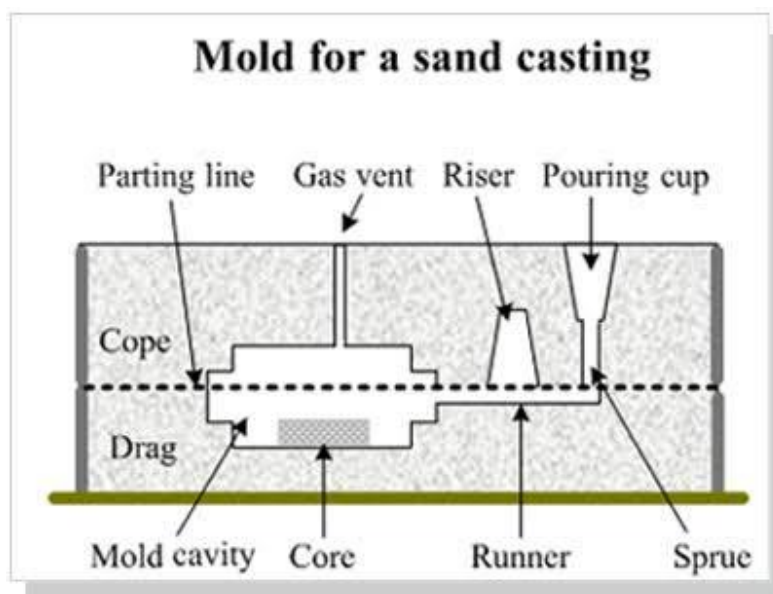 Mold for a sand casting
Parting line Gas vent Riser Pouring cup
Cope
Drag
Mold cavity Core Runner Sprue